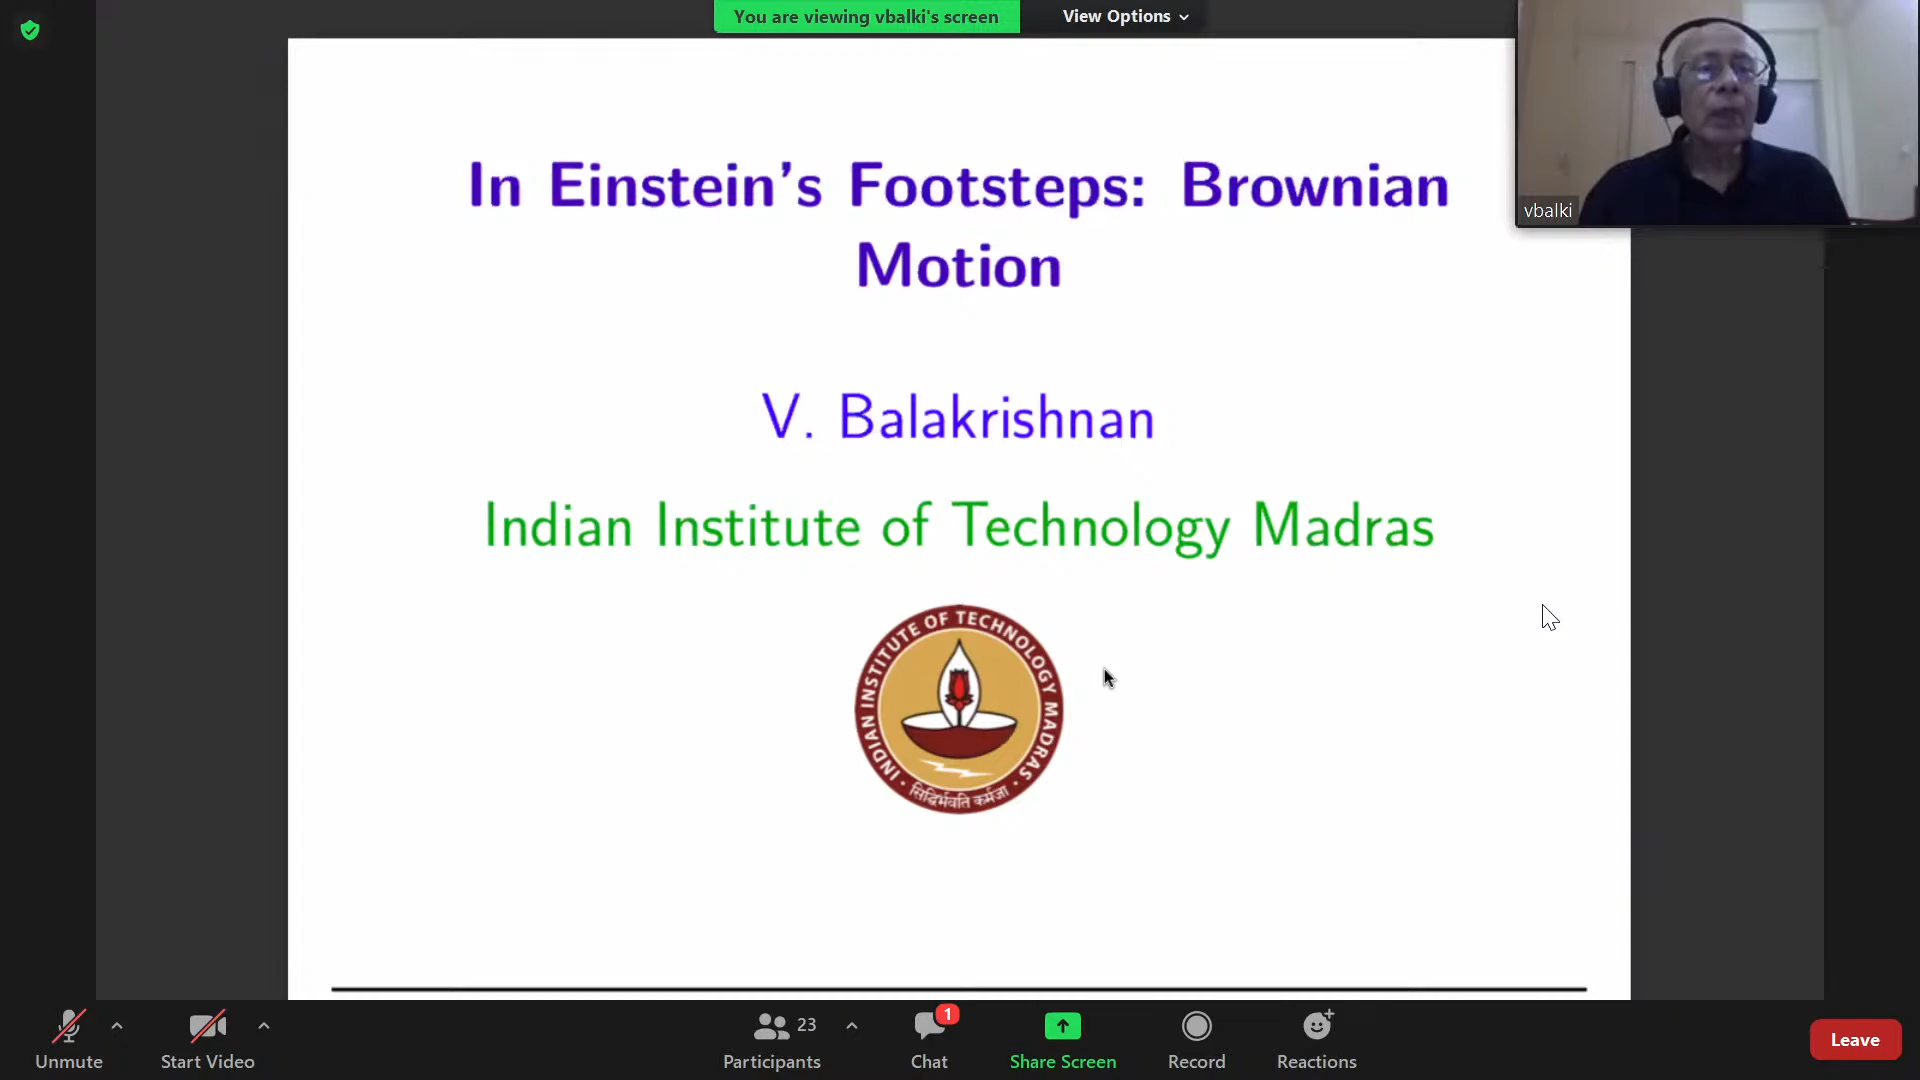 You are viewing vbalki's screen
View Options
vbalki
In Einstein's Footsteps: Brownian
Motion
V. Balakrishnan
Indian Institute of Technology Madras
INDIAN INSTITUTE OF TECHNOLOGY MADRAS
सिद्धिर्भवति कर्मजा
Unmute
Start Video
23
Participants
1
Chat
Share Screen
Record
Reactions
Leave